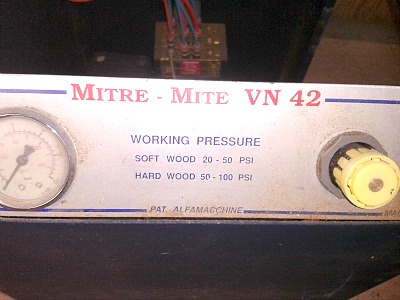 MITRE - MITE VN 42
WORKING PRESSURE
SOFT WOOD 20 - 50 PSI
HARD WOOD 50 - 100 PSI
PAT. ALFAMACCHINE